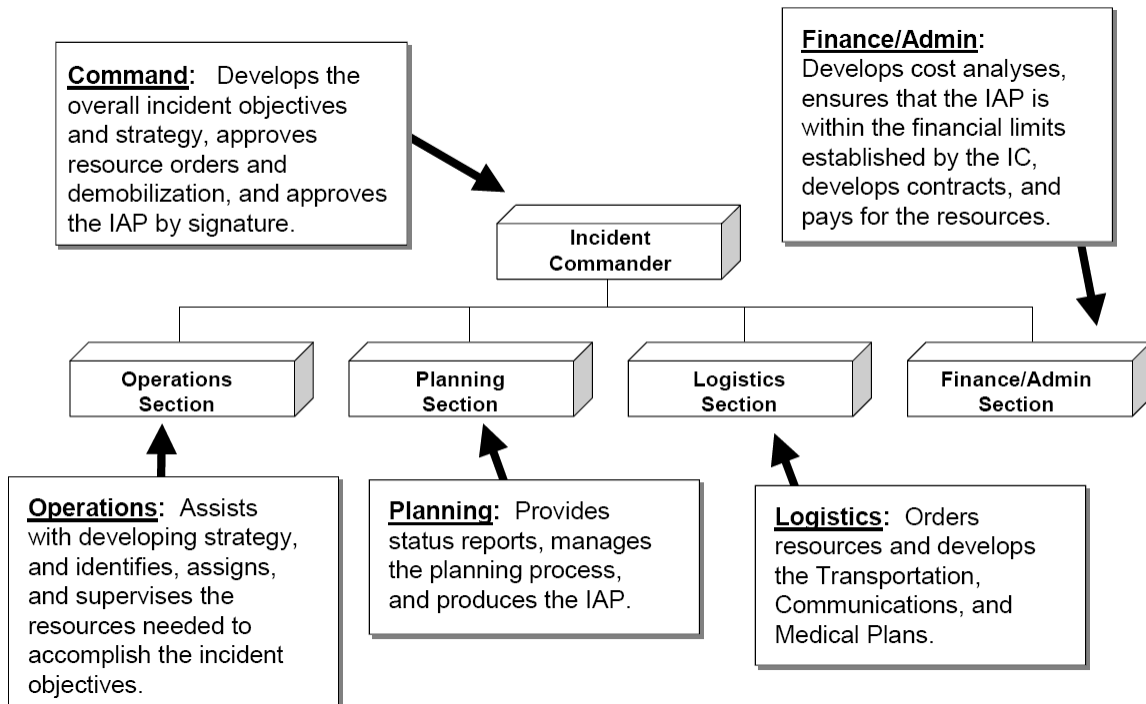 Command: Develops the
overall incident objectives
and strategy, approves
resource orders and
demobilization, and approves
the IAP by signature.
Finance/Admin:
Develops cost analyses,
ensures that the IAP is
within the financial limits
established by the IC,
develops contracts, and
pays for the resources.
Incident
Commander
Operations
Section
Planning
Section
Logistics
Section
Finance/Admin
Section
Operations: Assists
with developing strategy,
and identifies, assigns,
and supervises the
resources needed to
accomplish the incident
objectives.
Planning: Provides
status reports, manages
the planning process,
and produces the IAP.
Logistics: Orders
resources and develops
the Transportation,
Communications, and
Medical Plans.